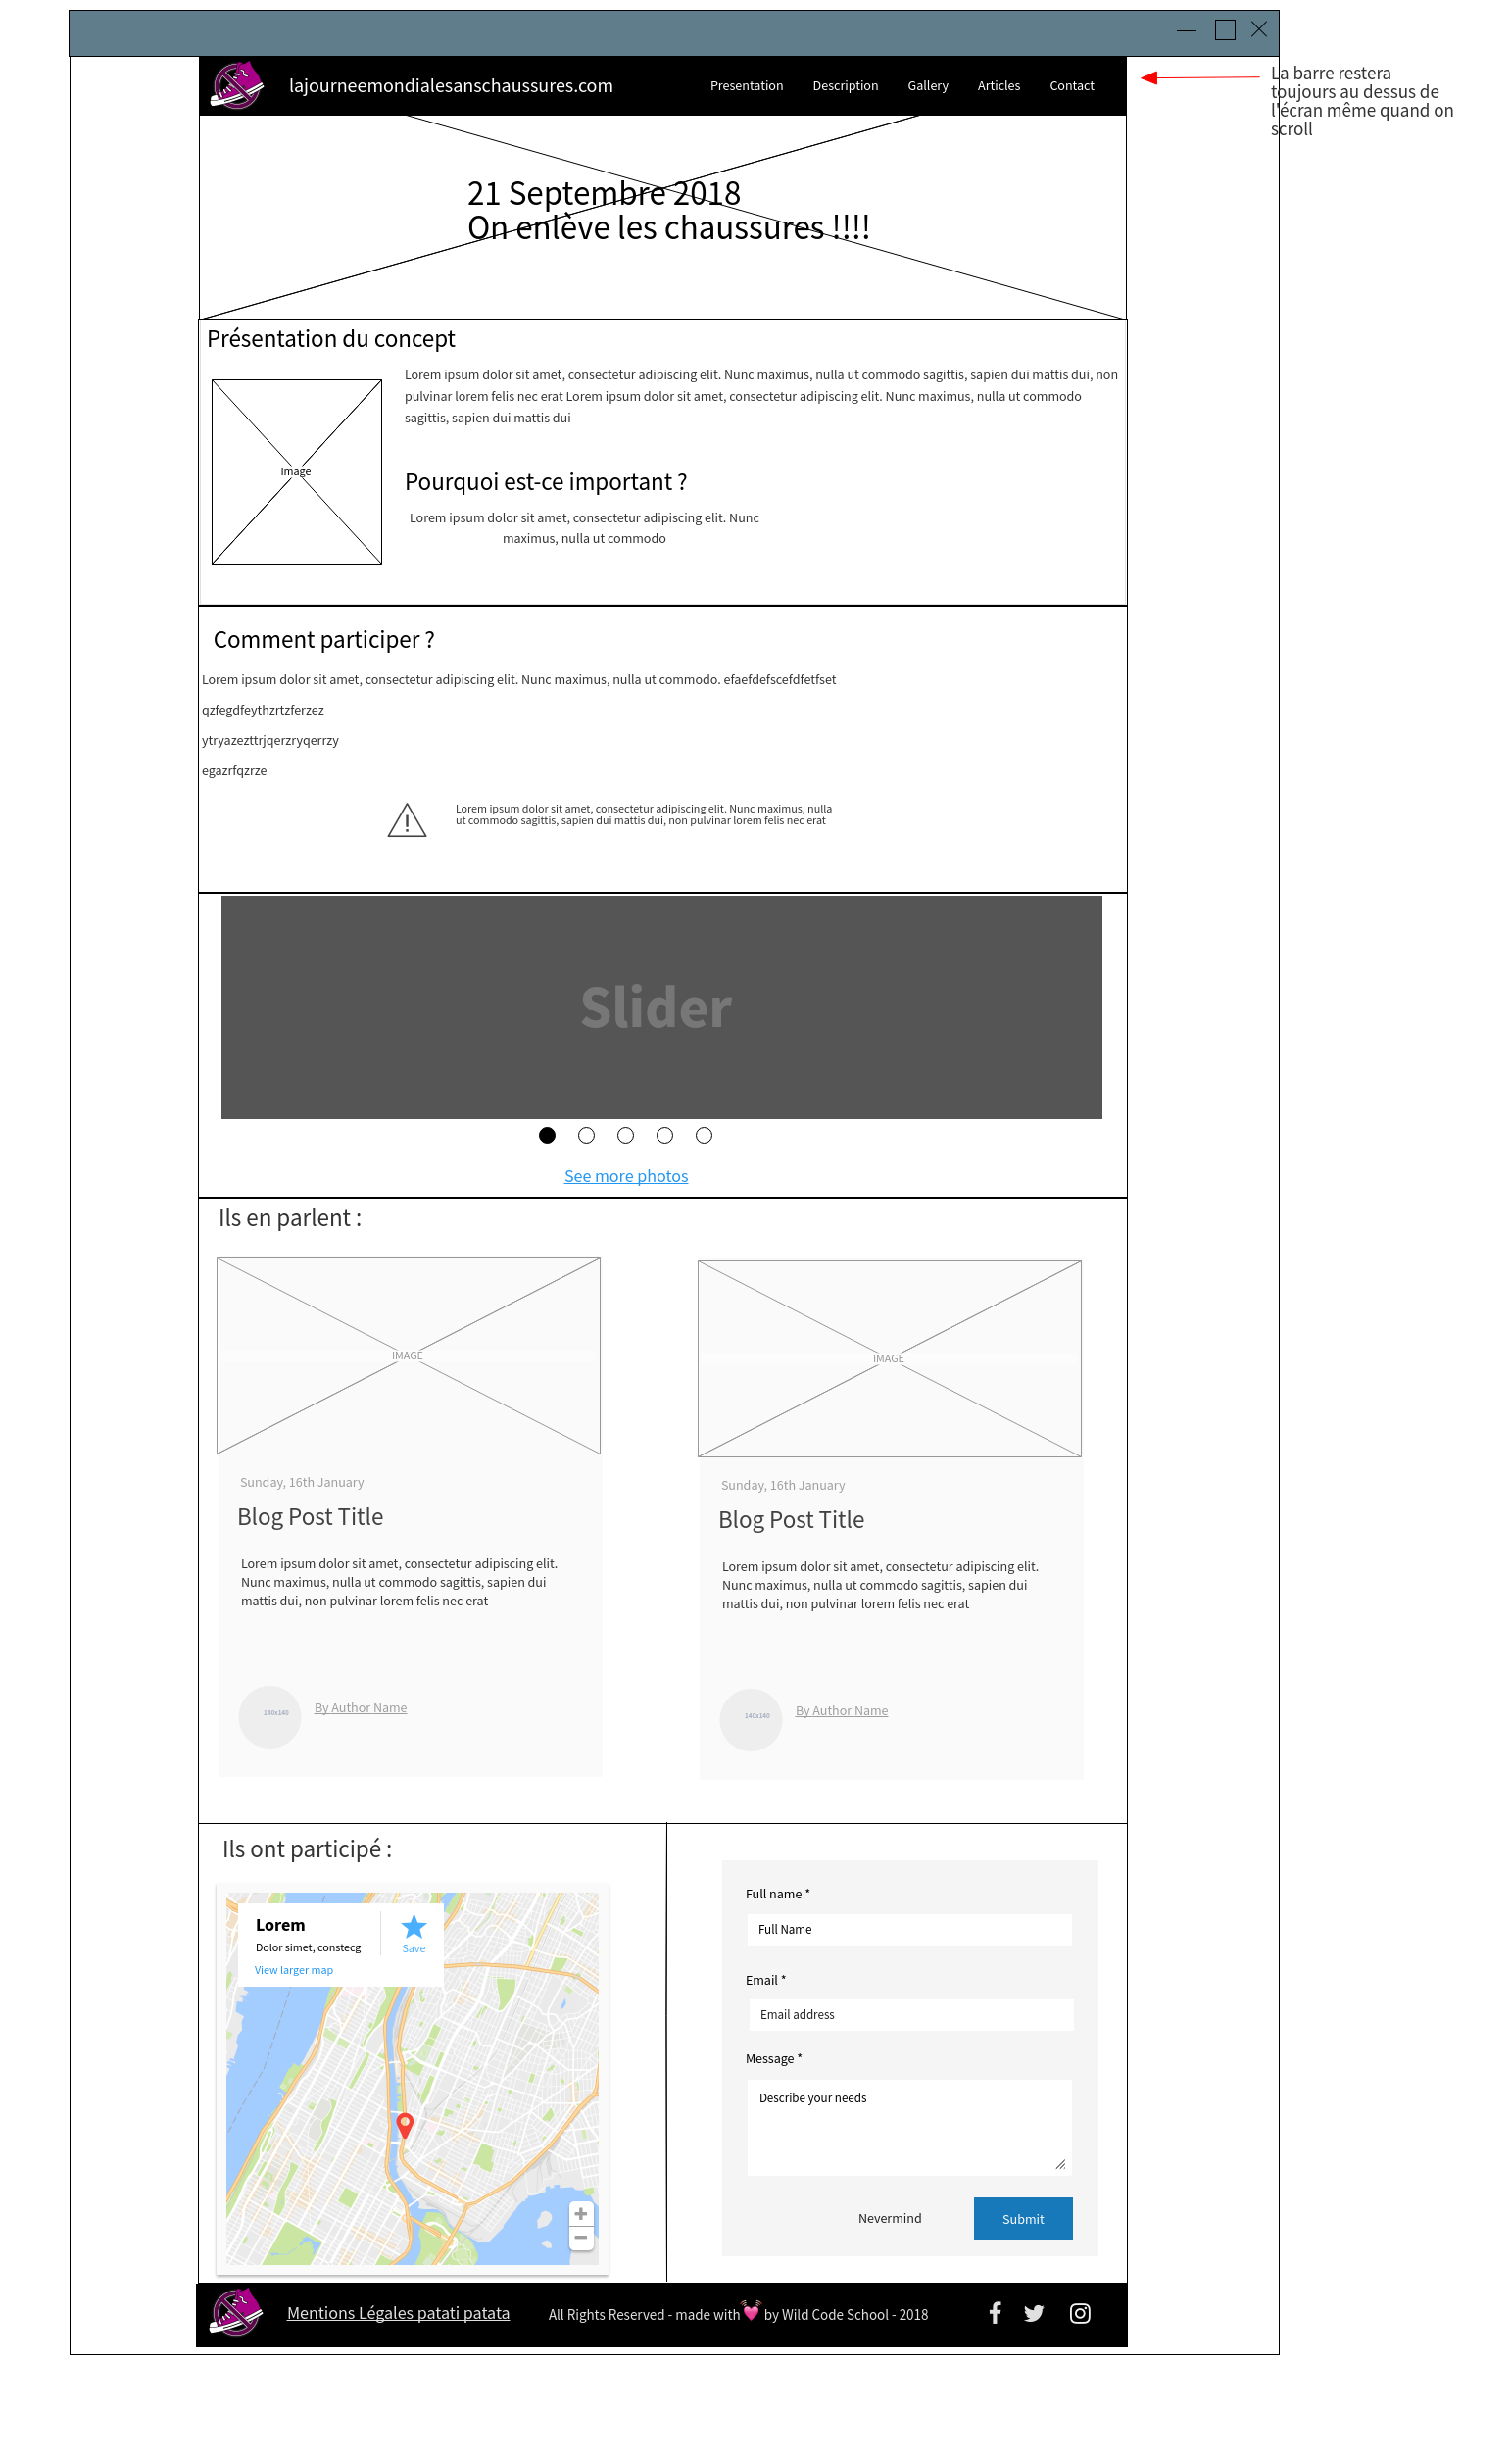 lajourneemondialesanschaussures.com
Presentation Description Gallery Articles Contact
La barre restera
toujours au dessus de
l'écran même quand on
scroll
21 Septembre 2018
On enlève les chaussures !!!!
Présentation du concept
Image
Lorem ipsum dolor sit amet, consectetur adipiscing elit. Nunc maximus, nulla ut commodo sagittis, sapien dui mattis dui, non
pulvinar lorem felis nec erat Lorem ipsum dolor sit amet, consectetur adipiscing elit. Nunc maximus, nulla ut commodo
sagittis, sapien dui mattis dui
Pourquoi est-ce important ?
Lorem ipsum dolor sit amet, consectetur adipiscing elit. Nunc
maximus, nulla ut commodo
Comment participer ?
Lorem ipsum dolor sit amet, consectetur adipiscing elit. Nunc maximus, nulla ut commodo. efaefdefscefdfetfset
qzfegdfeythzrtzferzez
ytryazezttrjqerzryqerrzy
egazrfqzrze
Lorem ipsum dolor sit amet, consectetur adipiscing elit. Nunc maximus, nulla
ut commodo sagittis, sapien dui mattis dui, non pulvinar lorem felis nec erat
Slider
See more photos
Ils en parlent :
IMAGE
Sunday, 16th January
Blog Post Title
Lorem ipsum dolor sit amet, consectetur adipiscing elit.
Nunc maximus, nulla ut commodo sagittis, sapien dui
mattis dui, non pulvinar lorem felis nec erat
140x140
By Author Name
IMAGE
Sunday, 16th January
Blog Post Title
Lorem ipsum dolor sit amet, consectetur adipiscing elit.
Nunc maximus, nulla ut commodo sagittis, sapien dui
mattis dui, non pulvinar lorem felis nec erat
140x140
By Author Name
Ils ont participé :
Lorem
Dolor simet, constecg
View larger map
Save
Full name *
Full Name
Email *
Email address
Message *
Describe your needs
Nevermind
Submit
Mentions Légales patati patata
All Rights Reserved - made with 💓 by Wild Code School - 2018